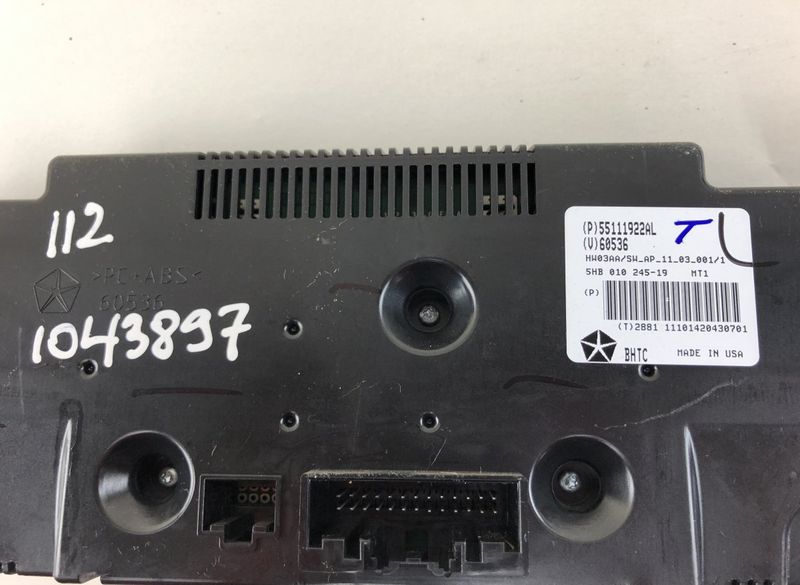 112
>PC+ABS<
60536
1043897
(P)55111922AL
(V)60536
HW03AA/SW_AP_11_03_001/1
5HB 010 245-19 MT1
(P)
(T)2881 11101420430701
BHTC MADE IN USA
TL